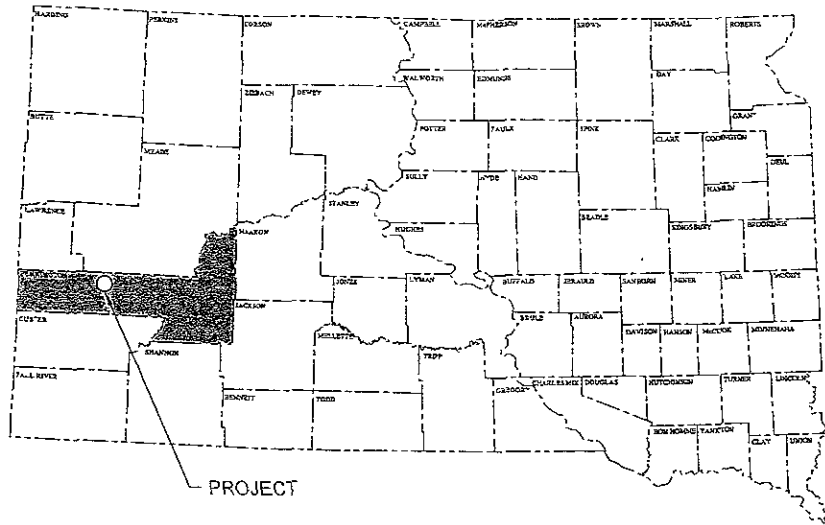 HARDING
PERKINS
CORSON
CAMPBELL
McPHERSON
BROWN
MARSHALL
ROBERTS
WALWORTH
EDMUNDS
DAY
ZIEBACH
DEWEY
GRANT
BUTTE
POTTER
FAULK
SPINK
CLARK
CODINGTON
MEADE
DEUL
SULLY
HYDE
HAND
HAMLIN
LAWRENCE
STANLEY
HAAKON
HUGHES
BEADLE
KINGSBURY
BROOKINGS
JONES
LYMAN
BUFFALO
JERAULD
SANBORN
MINER
LAKE
MOODY
JACKSON
CUSTER
BRULE
AURORA
DAVISON
HANSON
McCOOK
MINNEHAHA
SHANNON
MELLETTE
TRIPP
FALL RIVER
GREGORY
CHARLES MIX
DOUGLAS
HUTCHINSON
TURNER
LINCOLN
BENNETT
TODD
BON HOMME
YANKTON
CLAY
UNION
PROJECT